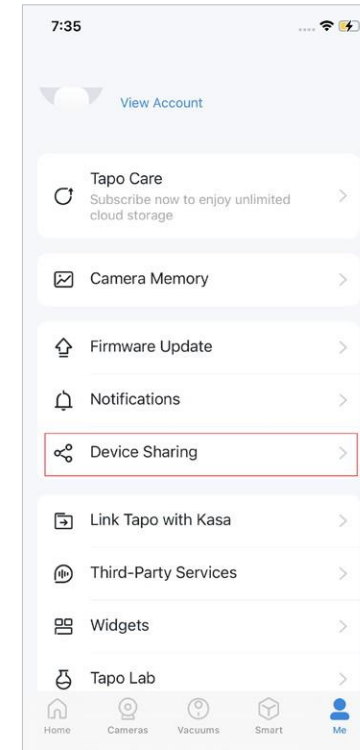 7:35
View Account
Tapo Care
Subscribe now to enjoy unlimited
cloud storage
Camera Memory
Firmware Update
Notifications
Device Sharing
Link Tapo with Kasa
Third-Party Services
Widgets
Tapo Lab
Home Cameras Vacuums Smart Me